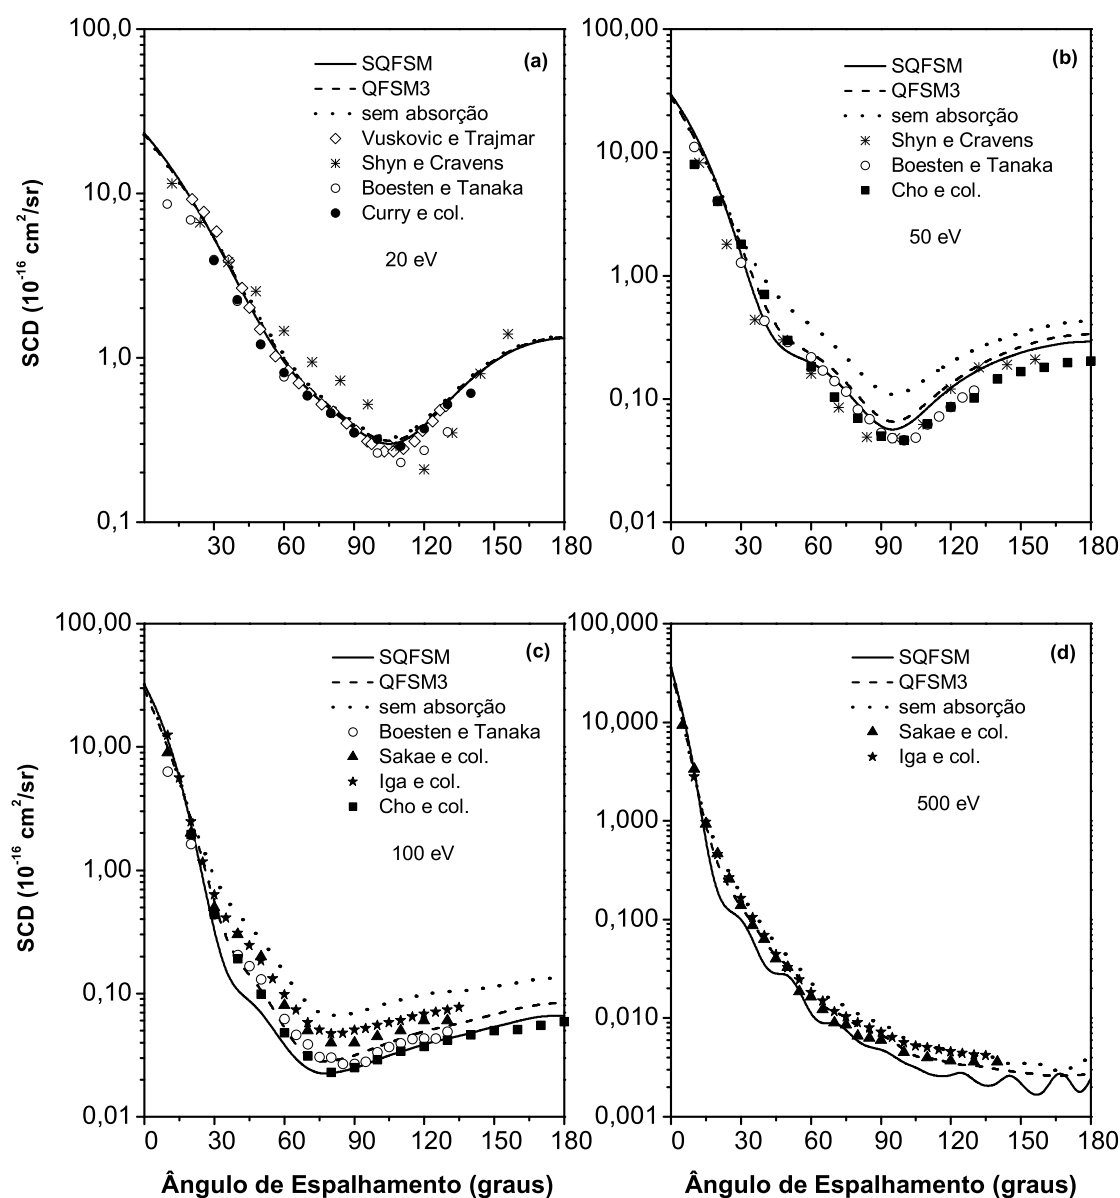 100,0
10,0
1,0
0,1
SCD (10⁻¹⁶ cm²/sr)
(a)
SQFSM
QFSM3
sem absorção
Vuskovic e Trajmar
Shyn e Cravens
Boesten e Tanaka
Curry e col.
20 eV
30 60 90 120 150 180
100,00
10,00
1,00
0,10
0,01
(b)
SQFSM
QFSM3
sem absorção
Shyn e Cravens
Boesten e Tanaka
Cho e col.
50 eV
0 30 60 90 120 150 180
100,00
10,00
1,00
0,10
0,01
SCD (10⁻¹⁶ cm²/sr)
(c)
SQFSM
QFSM3
sem absorção
Boesten e Tanaka
Sakae e col.
Iga e col.
Cho e col.
100 eV
0 30 60 90 120 150 180
Ângulo de Espalhamento (graus)
100,000
10,000
1,000
0,100
0,010
0,001
(d)
SQFSM
QFSM3
sem absorção
Sakae e col.
Iga e col.
500 eV
0 30 60 90 120 150 180
Ângulo de Espalhamento (graus)